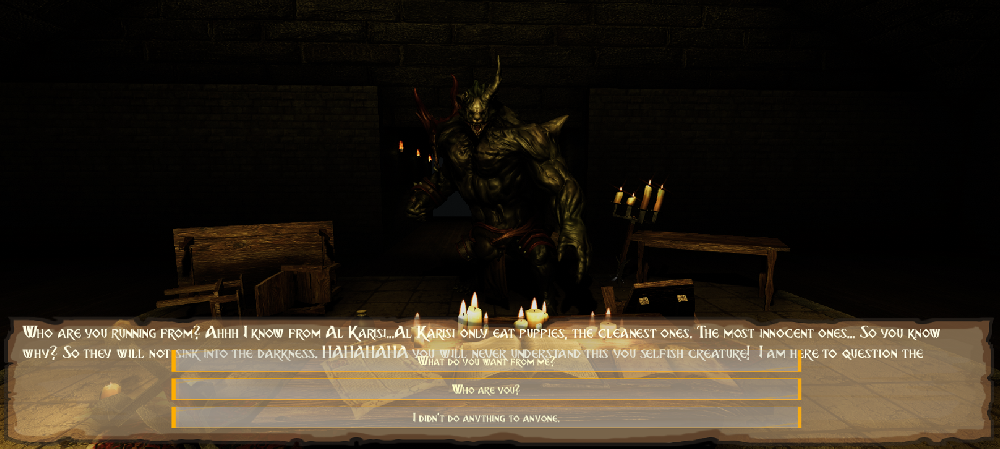 Who are you running from? Ahhh I know from Al Karisi...Al Karisi only eat puppies, the cleanest ones. The most innocent ones... So you know
why? So they will not sink into the darkness. HAHAHAHA you will never understand this you selfish creature! I am here to question the
What do you want from me?
Who are you?
I didn't do anything to anyone.